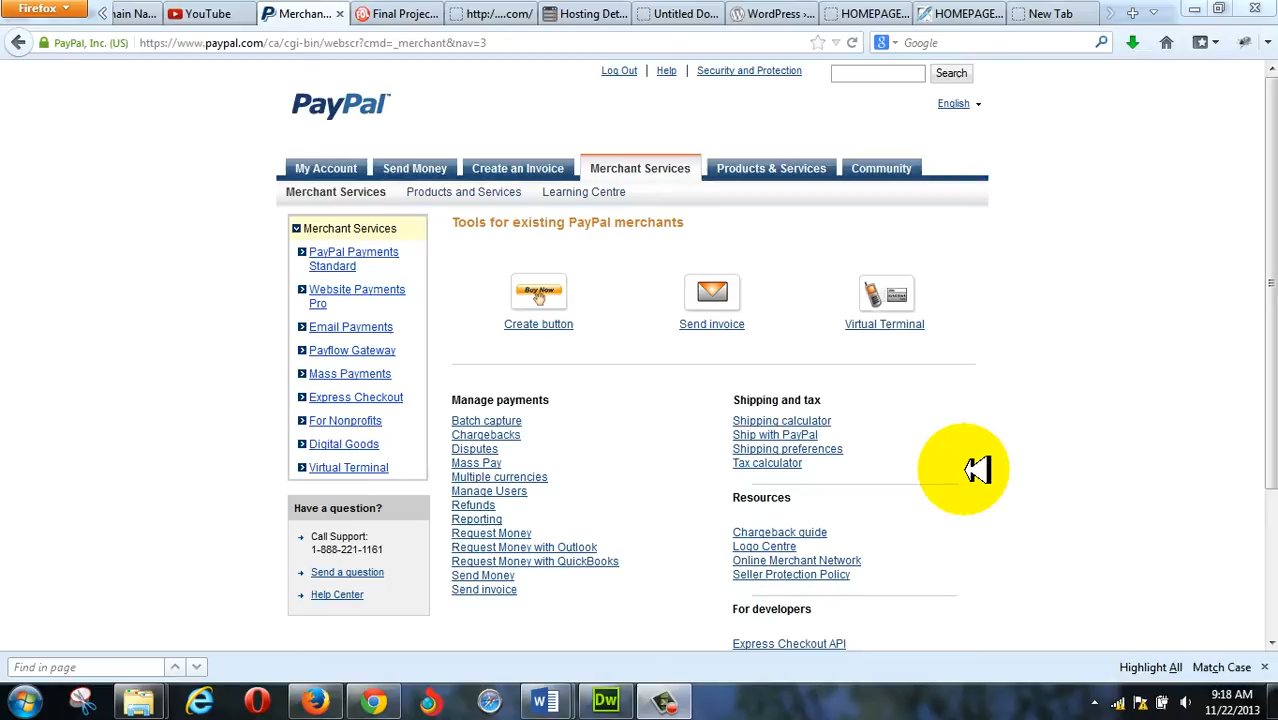 Firefox
hain Na...
YouTube
Merchan...
Final Projec...
http:/....com/
Hosting Det...
Untitled Do...
WordPress ›...
HOMEPAGE...
HOMEPAG...
New Tab
PayPal, Inc. (US)
https://www.paypal.com/ca/cgi-bin/webscr?cmd=_merchant&nav=3
Google
Log Out
Help
Security and Protection
Search
PayPal
English
My Account
Send Money
Create an Invoice
Merchant Services
Products & Services
Community
Merchant Services
Products and Services
Learning Centre
Merchant Services
PayPal Payments
Standard
Website Payments
Pro
Email Payments
Payflow Gateway
Mass Payments
Express Checkout
For Nonprofits
Digital Goods
Virtual Terminal
Have a question?
Call Support:
1-888-221-1161
Send a question
Help Center
Tools for existing PayPal merchants
Buy Now
Create button
Send invoice
Virtual Terminal
Manage payments
Batch capture
Chargebacks
Disputes
Mass Pay
Multiple currencies
Manage Users
Refunds
Reporting
Request Money
Request Money with Outlook
Request Money with QuickBooks
Send Money
Send invoice
Shipping and tax
Shipping calculator
Ship with PayPal
Shipping preferences
Tax calculator
Resources
Chargeback guide
Logo Centre
Online Merchant Network
Seller Protection Policy
For developers
Express Checkout API
Find in page
Highlight All
Match Case
Dw
9:18 AM
11/22/2013